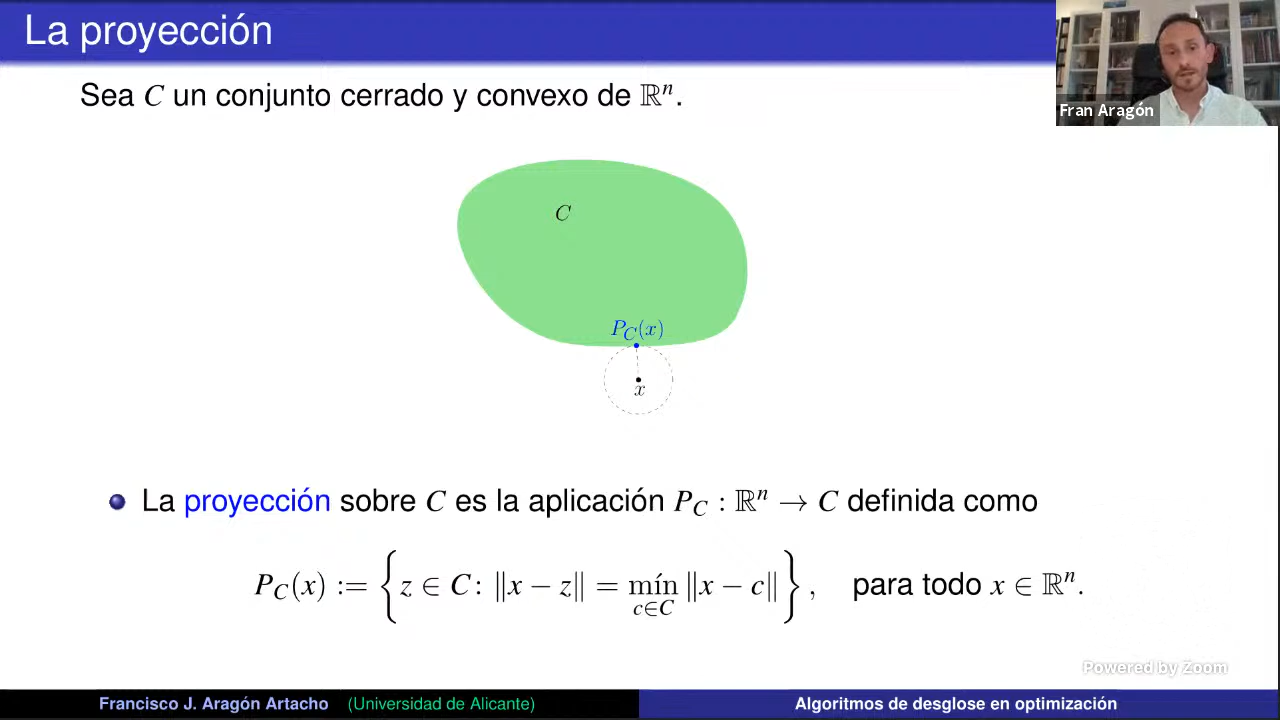 La proyección
Fran Aragón
Sea C un conjunto cerrado y convexo de ℝⁿ.
C
P_C(x)
x
La proyección sobre C es la aplicación P_C : ℝⁿ → C definida como
P_C(x) := { z ∈ C : ‖x − z‖ = mín_{c∈C} ‖x − c‖ } , para todo x ∈ ℝⁿ.
Powered by Zoom
Francisco J. Aragón Artacho (Universidad de Alicante) Algoritmos de desglose en optimización